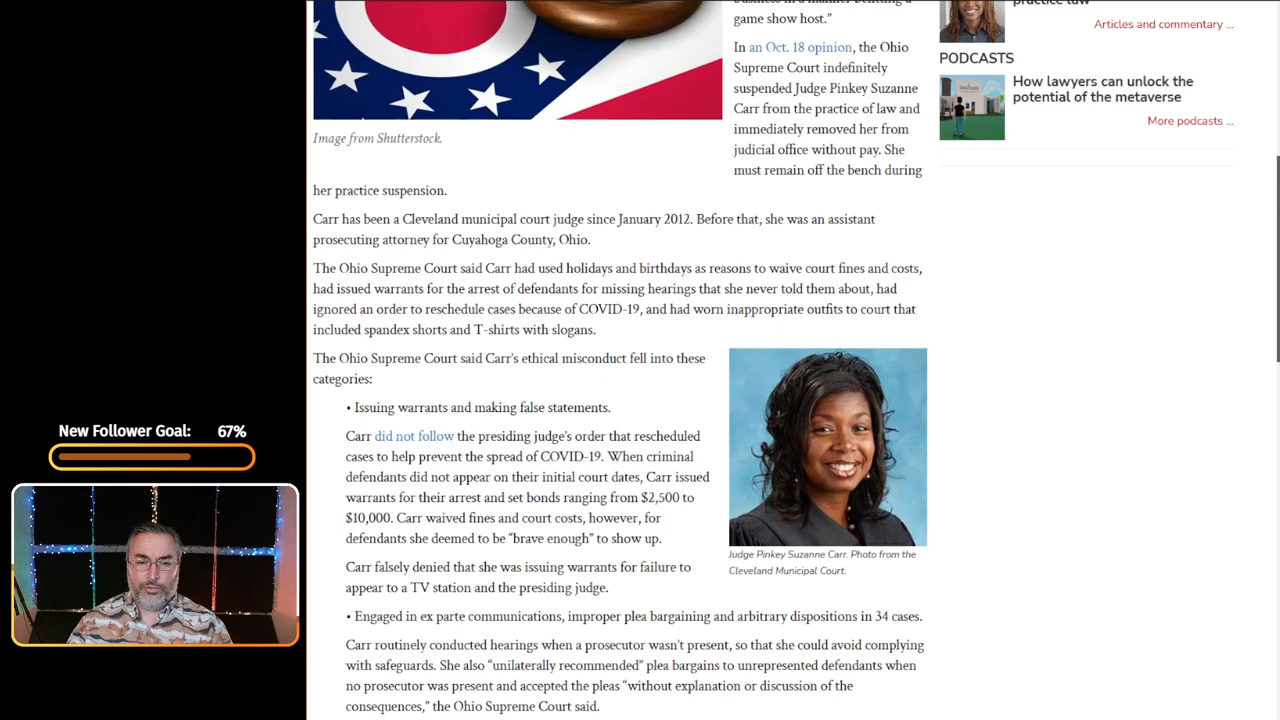 game show host.”
In an Oct. 18 opinion, the Ohio
Supreme Court indefinitely
suspended Judge Pinkey Suzanne
Carr from the practice of law and
immediately removed her from
judicial office without pay. She
must remain off the bench during
her practice suspension.
Image from Shutterstock.
Carr has been a Cleveland municipal court judge since January 2012. Before that, she was an assistant
prosecuting attorney for Cuyahoga County, Ohio.
The Ohio Supreme Court said Carr had used holidays and birthdays as reasons to waive court fines and costs,
had issued warrants for the arrest of defendants for missing hearings that she never told them about, had
ignored an order to reschedule cases because of COVID-19, and had worn inappropriate outfits to court that
included spandex shorts and T-shirts with slogans.
The Ohio Supreme Court said Carr’s ethical misconduct fell into these
categories:
• Issuing warrants and making false statements.
Carr did not follow the presiding judge’s order that rescheduled
cases to help prevent the spread of COVID-19. When criminal
defendants did not appear on their initial court dates, Carr issued
warrants for their arrest and set bonds ranging from $2,500 to
$10,000. Carr waived fines and court costs, however, for
defendants she deemed to be “brave enough” to show up.
Carr falsely denied that she was issuing warrants for failure to
appear to a TV station and the presiding judge.
Judge Pinkey Suzanne Carr. Photo from the
Cleveland Municipal Court.
• Engaged in ex parte communications, improper plea bargaining and arbitrary dispositions in 34 cases.
Carr routinely conducted hearings when a prosecutor wasn’t present, so that she could avoid complying
with safeguards. She also “unilaterally recommended” plea bargains to unrepresented defendants when
no prosecutor was present and accepted the pleas “without explanation or discussion of the
consequences,” the Ohio Supreme Court said.
practice law
Articles and commentary ...
PODCASTS
How lawyers can unlock the
potential of the metaverse
More podcasts ...
New Follower Goal: 67%